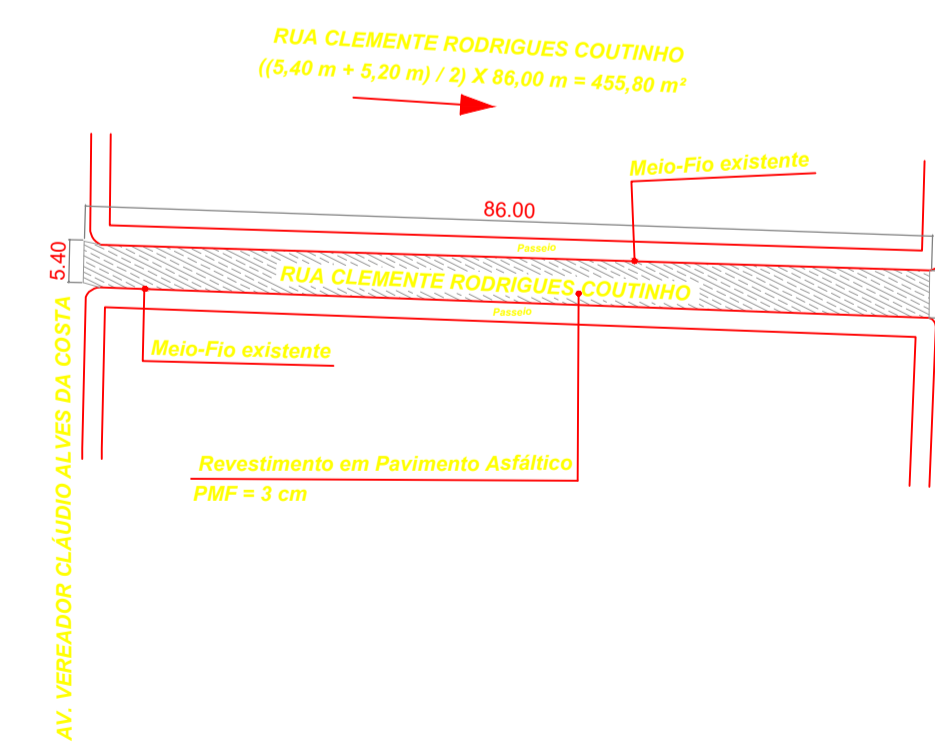 RUA CLEMENTE RODRIGUES COUTINHO
((5,40 m + 5,20 m) / 2) X 86,00 m = 455,80 m²
Meio-Fio existente
86.00
Passeio
5.40
RUA CLEMENTE RODRIGUES COUTINHO
Passeio
Meio-Fio existente
AV. VEREADOR CLÁUDIO ALVES DA COSTA
Revestimento em Pavimento Asfáltico
PMF = 3 cm